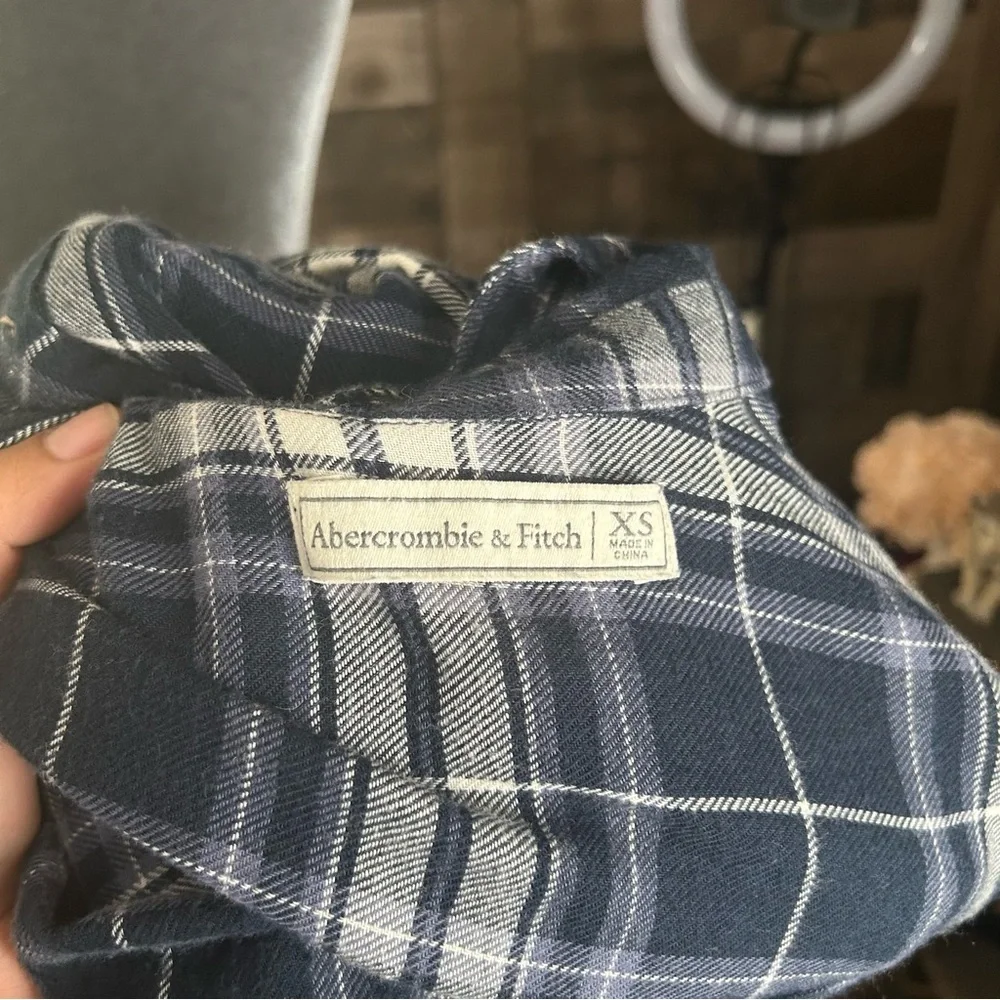 Abercrombie & Fitch | XS
MADE IN
CHINA